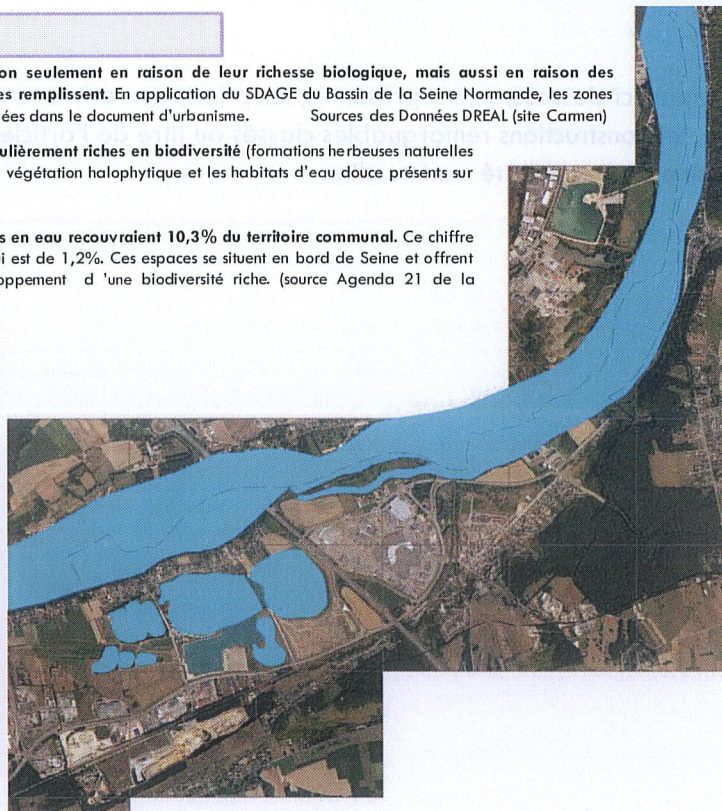 on seulement en raison de leur richesse biologique, mais aussi en raison des
es remplissent. En application du SDAGE du Bassin de la Seine Normande, les zones
ées dans le document d'urbanisme. Sources des Données DREAL (site Carmen)
ulièrement riches en biodiversité (formations herbeuses naturelles
végétation halophytique et les habitats d'eau douce présents sur
s en eau recouvraient 10,3% du territoire communal. Ce chiffre
i est de 1,2%. Ces espaces se situent en bord de Seine et offrent
oppement d 'une biodiversité riche. (source Agenda 21 de la